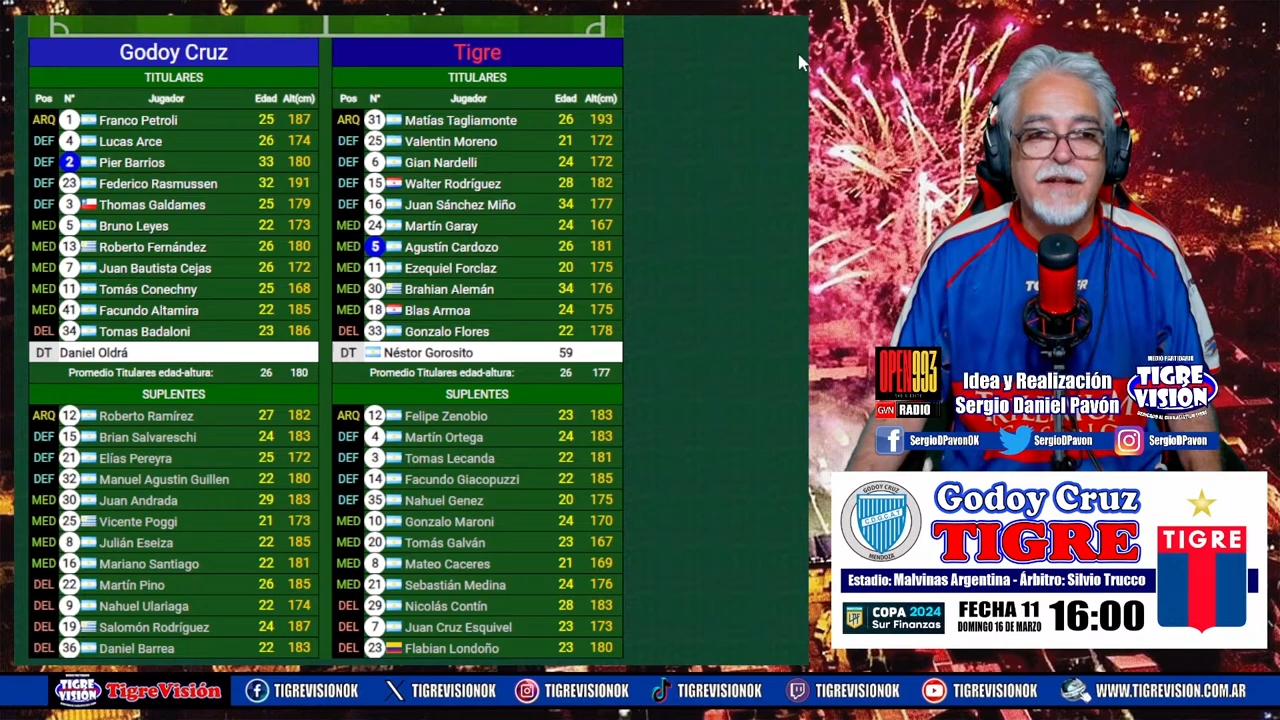 Godoy Cruz
TITULARES
Pos N° Jugador Edad Alt(cm)
ARQ 1 Franco Petroli 25 187
DEF 4 Lucas Arce 26 174
DEF 2 Pier Barrios 33 180
DEF 23 Federico Rasmussen 32 191
DEF 3 Thomas Galdames 25 179
MED 5 Bruno Leyes 22 173
MED 13 Roberto Fernández 26 180
MED 7 Juan Bautista Cejas 26 172
MED 11 Tomás Conechny 25 168
MED 41 Facundo Altamira 22 185
DEL 34 Tomas Badaloni 23 186
DT Daniel Oldrá
Promedio Titulares edad-altura: 26 180
SUPLENTES
ARQ 12 Roberto Ramírez 27 182
DEF 15 Brian Salvareschi 24 183
DEF 21 Elías Pereyra 25 172
DEF 32 Manuel Agustin Guillen 22 180
MED 30 Juan Andrada 29 183
MED 25 Vicente Poggi 21 173
MED 8 Julián Eseiza 22 185
MED 16 Mariano Santiago 22 181
DEL 22 Martín Pino 26 185
DEL 9 Nahuel Ulariaga 22 174
DEL 19 Salomón Rodríguez 24 187
DEL 36 Daniel Barrea 22 183
Tigre
TITULARES
Pos N° Jugador Edad Alt(cm)
ARQ 31 Matías Tagliamonte 26 193
DEF 25 Valentin Moreno 21 172
DEF 6 Gian Nardelli 24 172
DEF 15 Walter Rodríguez 28 182
DEF 16 Juan Sánchez Miño 34 177
MED 24 Martín Garay 24 167
MED 5 Agustín Cardozo 26 181
MED 11 Ezequiel Forclaz 20 175
MED 30 Brahian Alemán 34 176
MED 18 Blas Armoa 24 175
DEL 33 Gonzalo Flores 22 178
DT Néstor Gorosito 59
Promedio Titulares edad-altura: 26 177
SUPLENTES
ARQ 12 Felipe Zenobio 23 183
DEF 4 Martín Ortega 24 183
DEF 3 Tomas Lecanda 22 181
DEF 14 Facundo Giacopuzzi 22 185
DEF 35 Nahuel Genez 20 175
MED 10 Gonzalo Maroni 24 170
MED 20 Tomás Galván 23 167
MED 8 Mateo Caceres 21 169
MED 21 Sebastián Medina 24 176
DEL 29 Nicolás Contín 28 183
DEL 7 Juan Cruz Esquivel 23 173
DEL 23 Flabian Londoño 23 180
OPEN 99.3
GVN RADIO
Idea y Realización
Sergio Daniel Pavón
MEDIO PARTIDARIO
TIGRE
VISIÓN
SergioDPavonOK SergioDPavon SergioDPavon
GODOY CRUZ
C.D.G.C.A.T.
MENDOZA
Godoy Cruz
TIGRE
TIGRE
Estadio: Malvinas Argentina - Árbitro: Silvio Trucco
LPF
COPA 2024
Sur Finanzas
FECHA 11
DOMINGO 16 DE MARZO
16:00
TIGRE VISIÓN
TigreVisión TIGREVISIONOK TIGREVISIONOK TIGREVISIONOK TIGREVISIONOK TIGREVISIONOK TIGREVISIONOK WWW.TIGREVISION.COM.AR